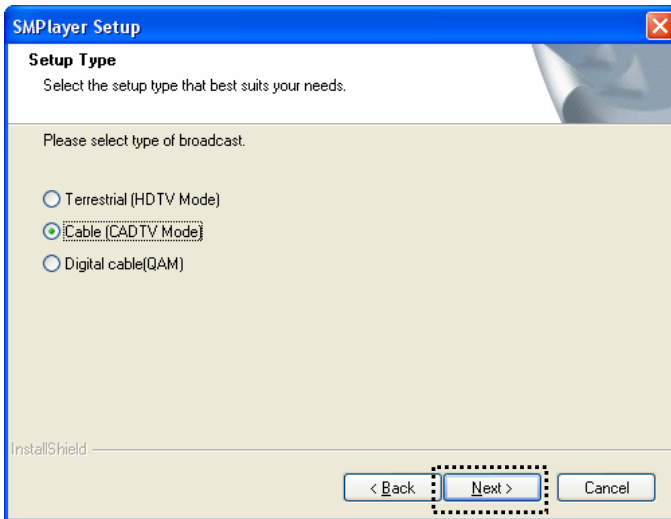 SMPlayer Setup
Setup Type
Select the setup type that best suits your needs.
Please select type of broadcast.
Terrestrial (HDTV Mode)
Cable (CADTV Mode)
Digital cable(QAM)
InstallShield
< Back Next > Cancel